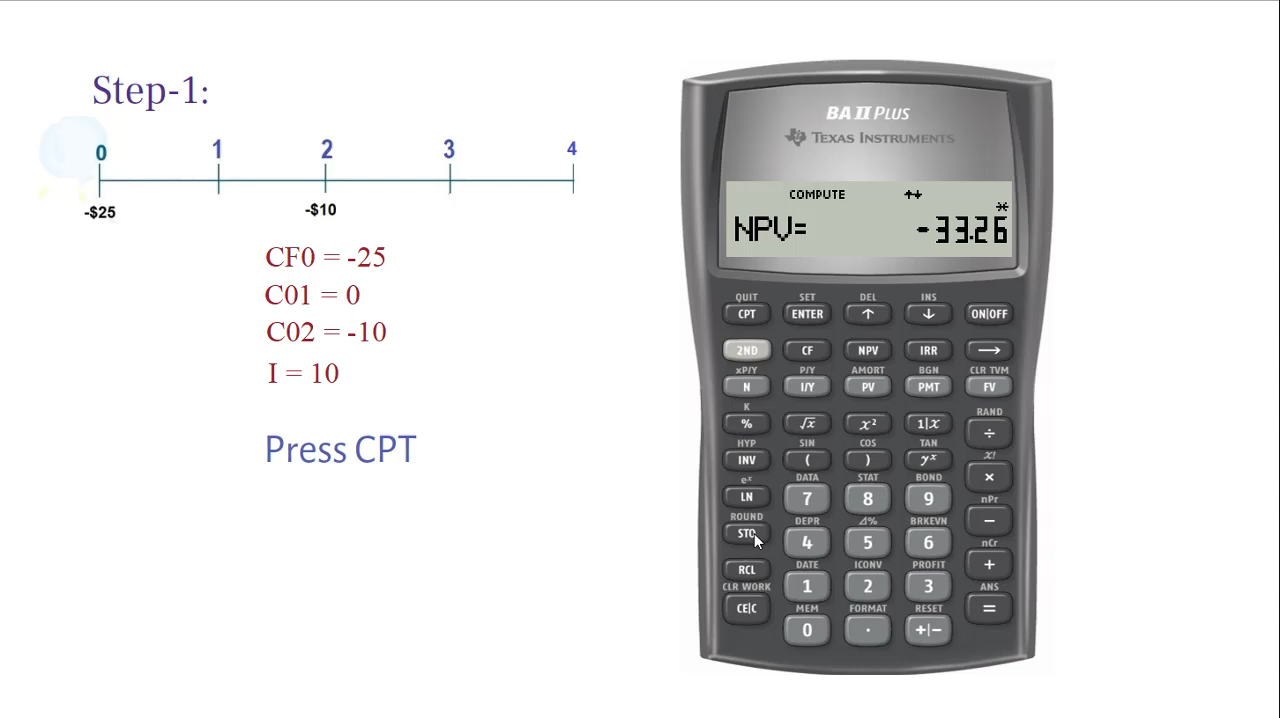 Step-1:
0 1 2 3 4
-$25 -$10
CF0 = -25
C01 = 0
C02 = -10
I = 10
Press CPT
BA II PLUS
TEXAS INSTRUMENTS
COMPUTE ↑↓
*
NPV= -33.26
QUIT SET DEL INS
CPT ENTER ↑ ↓ ON|OFF
2ND CF NPV IRR →
xP/Y P/Y AMORT BGN CLR TVM
N I/Y PV PMT FV
K RAND
% √x x² 1|x ÷
HYP SIN COS TAN x!
INV ( ) yˣ ×
eˣ DATA STAT BOND nPr
LN 7 8 9 −
ROUND DEPR Δ% BRKEVN nCr
STO 4 5 6 +
DATE ICONV PROFIT
RCL 1 2 3
CLR WORK MEM FORMAT RESET ANS
CE|C 0 . +|− =